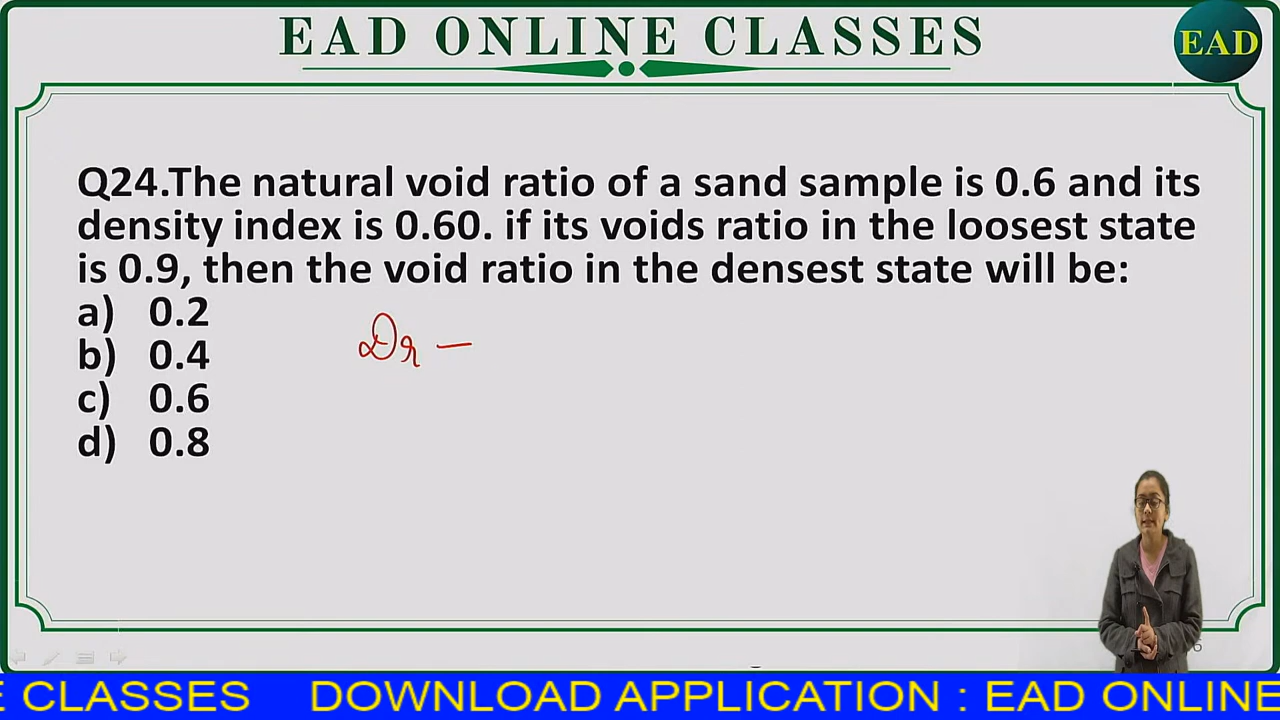 EAD ONLINE CLASSES
EAD
Q24.The natural void ratio of a sand sample is 0.6 and its
density index is 0.60. if its voids ratio in the loosest state
is 0.9, then the void ratio in the densest state will be:
a) 0.2
b) 0.4
c) 0.6
d) 0.8
Dr —
6
E CLASSES DOWNLOAD APPLICATION : EAD ONLINE